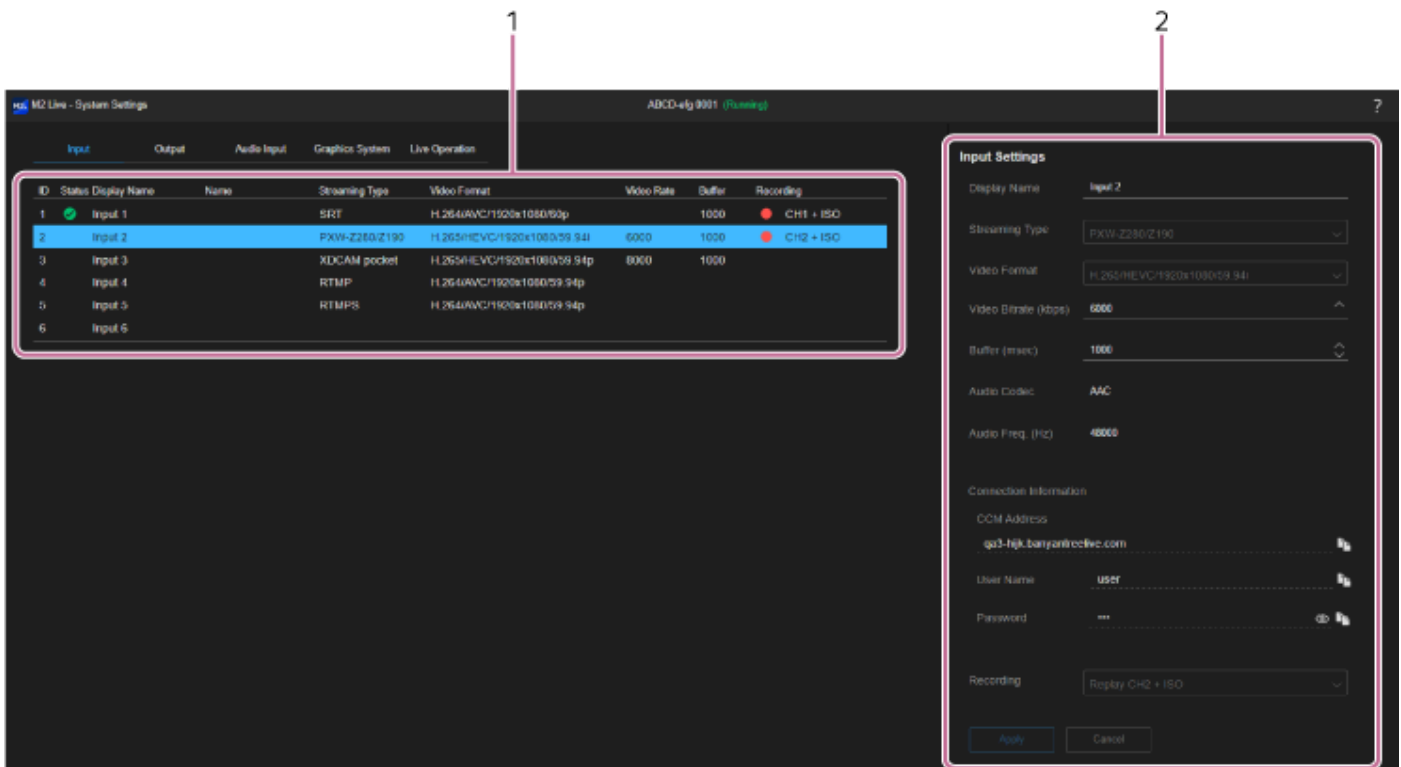 1 2
M2 Live - System Settings ABCD-efg 0001 (Running) ?
Input Output Audio Input Graphics System Live Operation
ID Status Display Name Name Streaming Type Video Format Video Rate Buffer Recording
1 Input 1 SRT H.264/AVC/1920x1080/60p 1000 CH1 + ISO
2 Input 2 PXW-Z280/Z190 H.265/HEVC/1920x1080/59.94i 6000 1000 CH2 + ISO
3 Input 3 XDCAM pocket H.265/HEVC/1920x1080/59.94p 8000 1000
4 Input 4 RTMP H.264/AVC/1920x1080/59.94p
5 Input 5 RTMPS H.264/AVC/1920x1080/59.94p
6 Input 6
Input Settings
Display Name Input 2
Streaming Type PXW-Z280/Z190
Video Format H.265/HEVC/1920x1080/59.94i
Video Bitrate (kbps) 6000
Buffer (msec) 1000
Audio Codec AAC
Audio Freq. (Hz) 48000
Connection Information
CCM Address
qa3-hijk.banyantreelive.com
User Name user
Password •••
Recording Replay CH2 + ISO
Apply Cancel